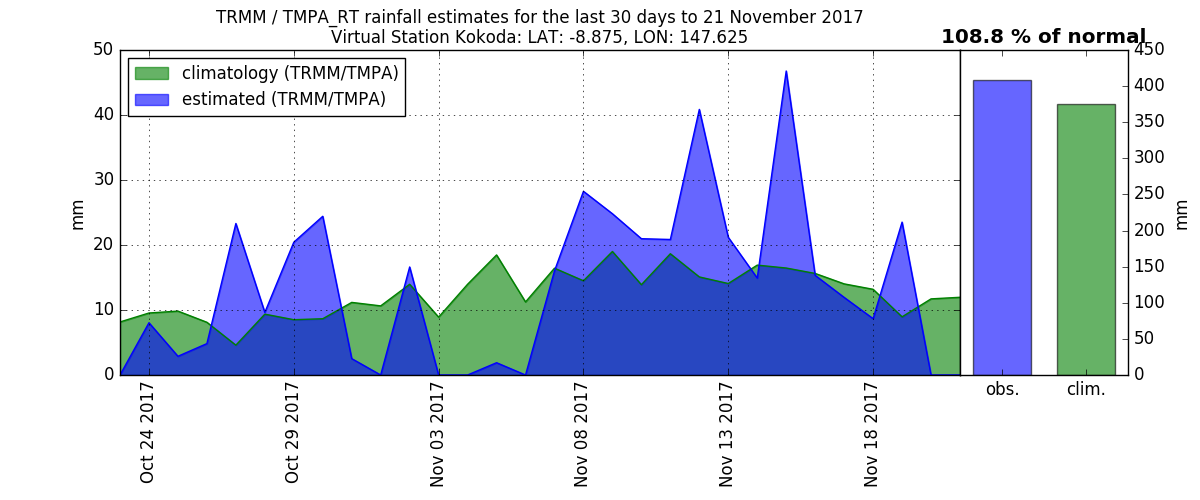 TRMM / TMPA_RT rainfall estimates for the last 30 days to 21 November 2017
Virtual Station Kokoda: LAT: -8.875, LON: 147.625
108.8 % of normal
climatology (TRMM/TMPA)
estimated (TRMM/TMPA)
50
40
30
20
10
0
mm
Oct 24 2017
Oct 29 2017
Nov 03 2017
Nov 08 2017
Nov 13 2017
Nov 18 2017
450
400
350
300
250
200
150
100
50
0
mm
obs.
clim.